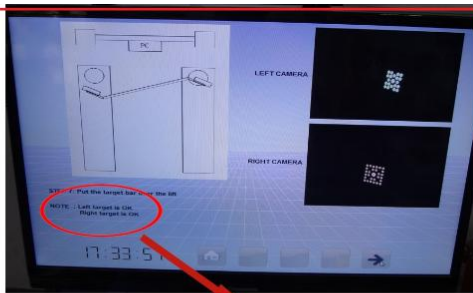 PC
LEFT CAMERA
RIGHT CAMERA
Put the target bar over the lift
NOTE : Left target is OK.
Right target is OK.
17:33:57